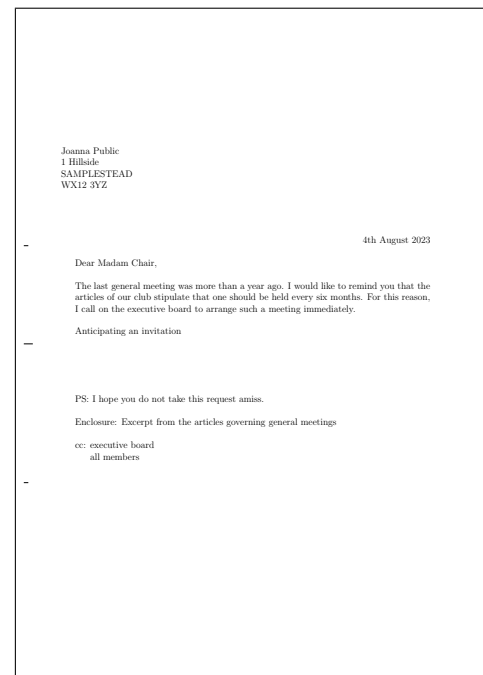 Joanna Public
1 Hillside
SAMPLESTEAD
WX12 3YZ
4th August 2023
Dear Madam Chair,
The last general meeting was more than a year ago. I would like to remind you that the
articles of our club stipulate that one should be held every six months. For this reason,
I call on the executive board to arrange such a meeting immediately.
Anticipating an invitation
PS: I hope you do not take this request amiss.
Enclosure: Excerpt from the articles governing general meetings
cc: executive board
all members